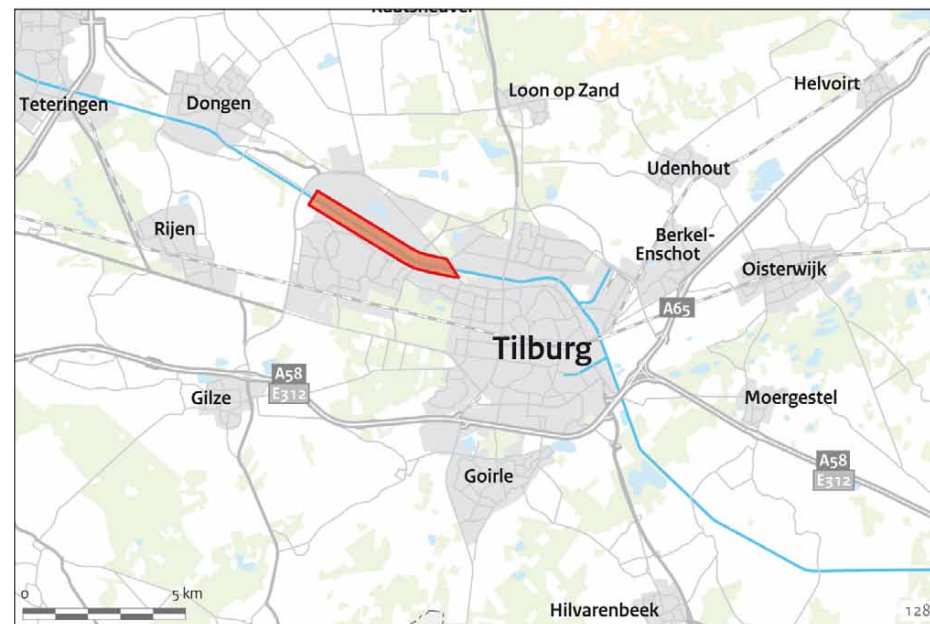 Teteringen
Dongen
Loon op Zand
Helvoirt
Udenhout
Rijen
Berkel-
Enschot
Oisterwijk
A65
Tilburg
A58
E312
Gilze
Moergestel
A58
E312
Goirle
0
5 km
Hilvarenbeek
128